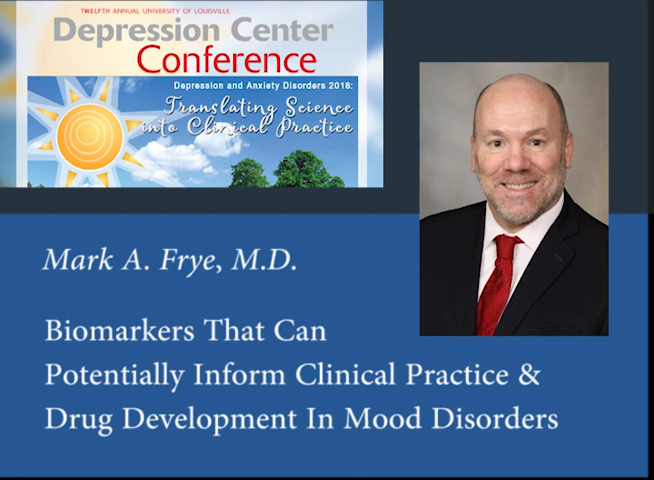 TWELFTH ANNUAL UNIVERSITY OF LOUISVILLE
Depression Center
Conference
Depression and Anxiety Disorders 2018:
Translating Science
into Clinical Practice
Mark A. Frye, M.D.
Biomarkers That Can
Potentially Inform Clinical Practice &
Drug Development In Mood Disorders